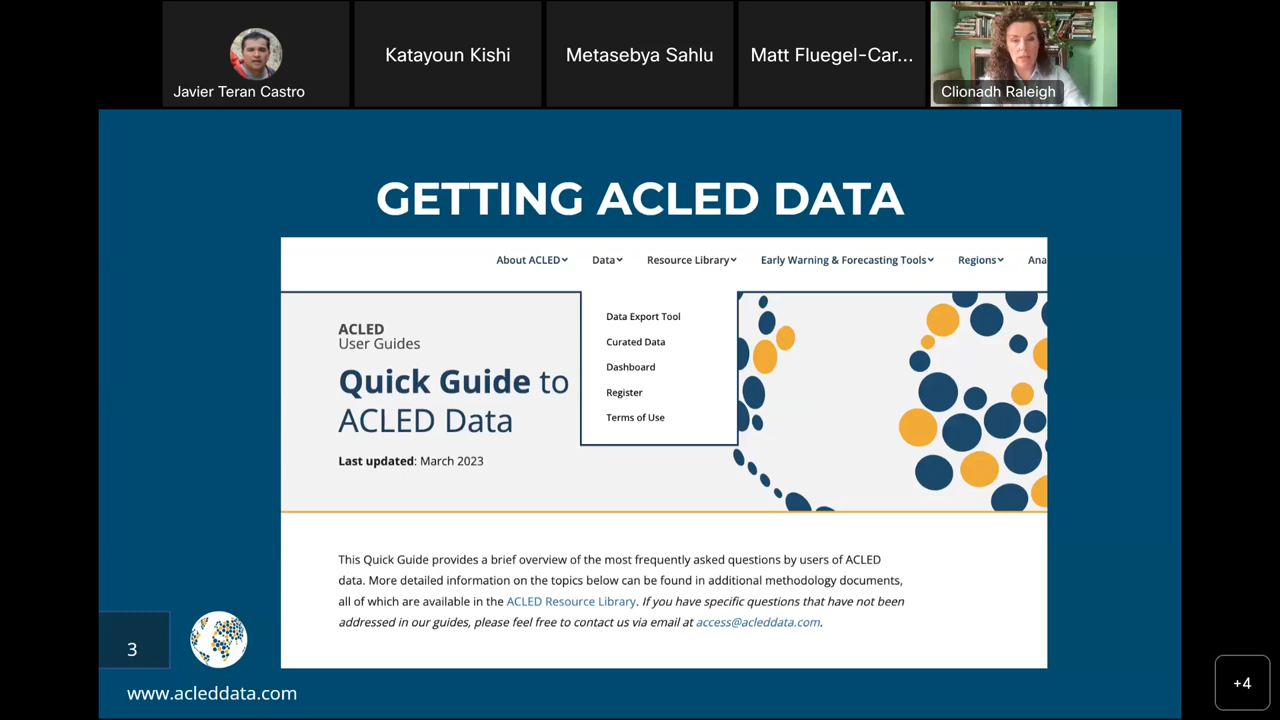 Javier Teran Castro
Katayoun Kishi
Metasebya Sahlu
Matt Fluegel-Car...
Clionadh Raleigh
GETTING ACLED DATA
About ACLED
Data
Resource Library
Early Warning & Forecasting Tools
Regions
Ana
Data Export Tool
Curated Data
Dashboard
Register
Terms of Use
ACLED
User Guides
Quick Guide to
ACLED Data
Last updated: March 2023
This Quick Guide provides a brief overview of the most frequently asked questions by users of ACLED
data. More detailed information on the topics below can be found in additional methodology documents,
all of which are available in the ACLED Resource Library. If you have specific questions that have not been
addressed in our guides, please feel free to contact us via email at access@acleddata.com.
3
www.acleddata.com
+4